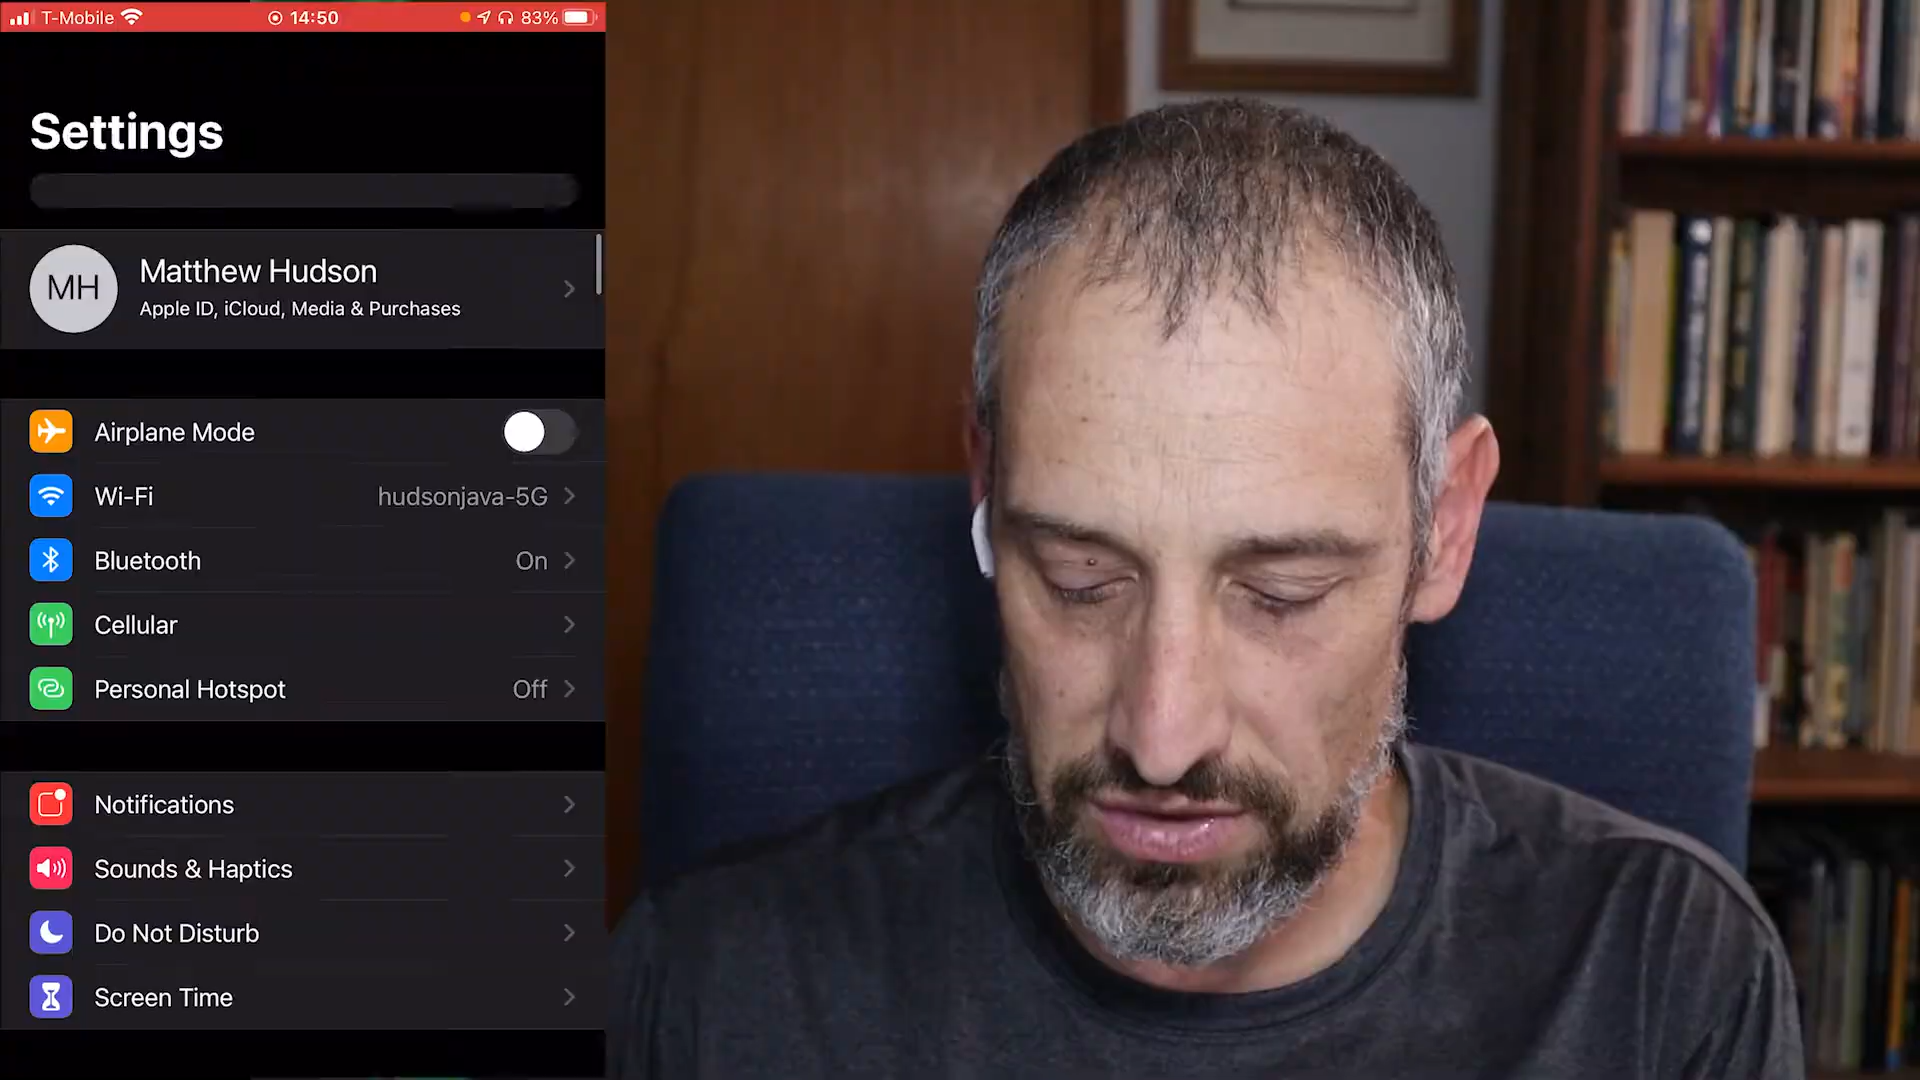 T-Mobile 14:50 83%
Settings
MH
Matthew Hudson
Apple ID, iCloud, Media & Purchases
Airplane Mode
Wi-Fi hudsonjava-5G
Bluetooth On
Cellular
Personal Hotspot Off
Notifications
Sounds & Haptics
Do Not Disturb
Screen Time